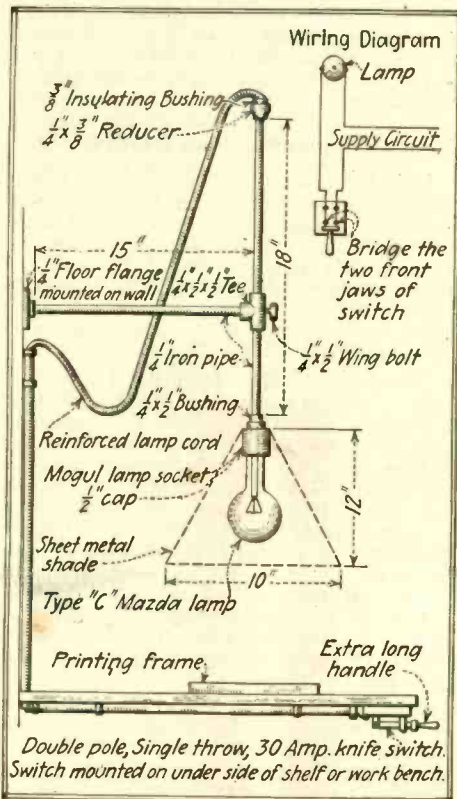 Wiring Diagram
Lamp
Supply Circuit
Bridge the
two front
jaws of
switch
3/8" Insulating Bushing
1/4" x 3/8" Reducer
15"
18"
1/4" Floor flange
mounted on wall
1/4" x 1/2" x 1/2" Tee
1/4" x 1/2" Wing bolt
1/4" Iron pipe
1/4" x 1/2" Bushing
Reinforced lamp cord
Mogul lamp socket
1/2" cap
12"
Sheet metal
shade
10"
Type "C" Mazda lamp
Printing frame
Extra long
handle
Double pole, Single throw, 30 Amp. knife switch.
Switch mounted on under side of shelf or work bench.